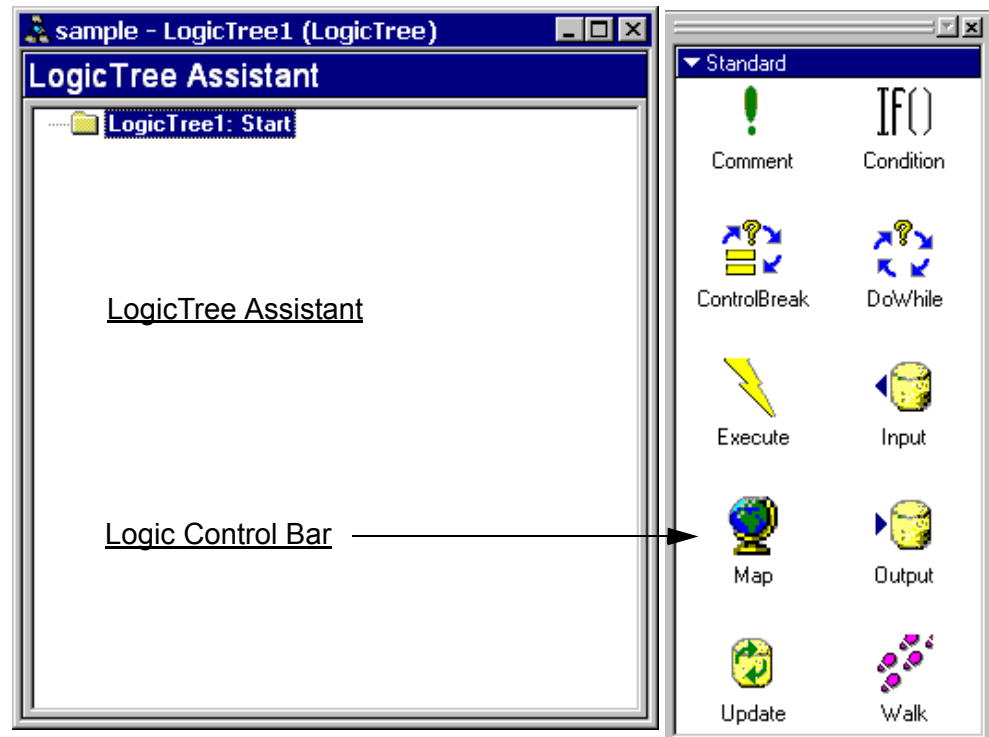 sample - LogicTree1 (LogicTree)
LogicTree Assistant
LogicTree1: Start
LogicTree Assistant
Logic Control Bar
Standard
IF()
Comment
Condition
ControlBreak
DoWhile
Execute
Input
Map
Output
Update
Walk